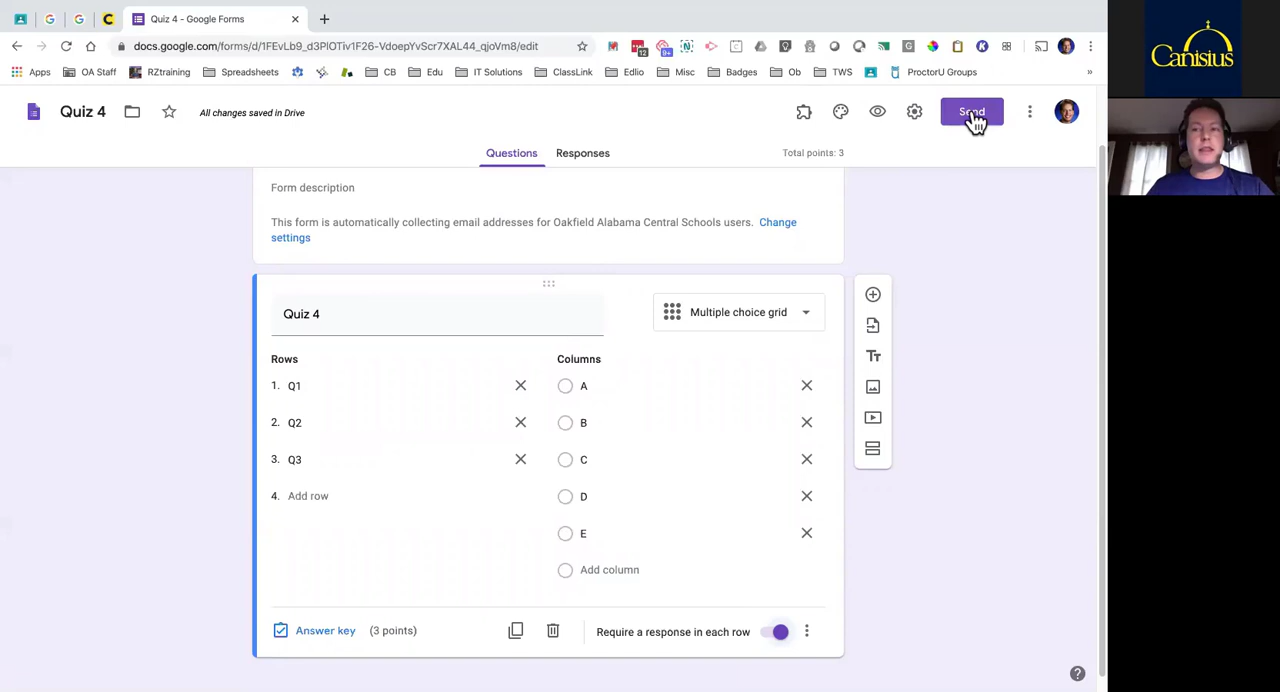 Quiz 4 - Google Forms
docs.google.com/forms/d/1FEvLb9_d3PlOTiv1F26-VdoepYvScr7XAL44_qjoVm8/edit
12
9+
Apps
OA Staff
RZtraining
Spreadsheets
CB
Edu
IT Solutions
ClassLink
Edlio
Misc
Badges
Ob
TWS
ProctorU Groups
»
Canisius
Quiz 4
All changes saved in Drive
Send
Questions
Responses
Total points: 3
Form description
This form is automatically collecting email addresses for Oakfield Alabama Central Schools users. Change
settings
Quiz 4
Multiple choice grid
Rows
Columns
1. Q1
A
2. Q2
B
3. Q3
C
4. Add row
D
E
Add column
Answer key
(3 points)
Require a response in each row